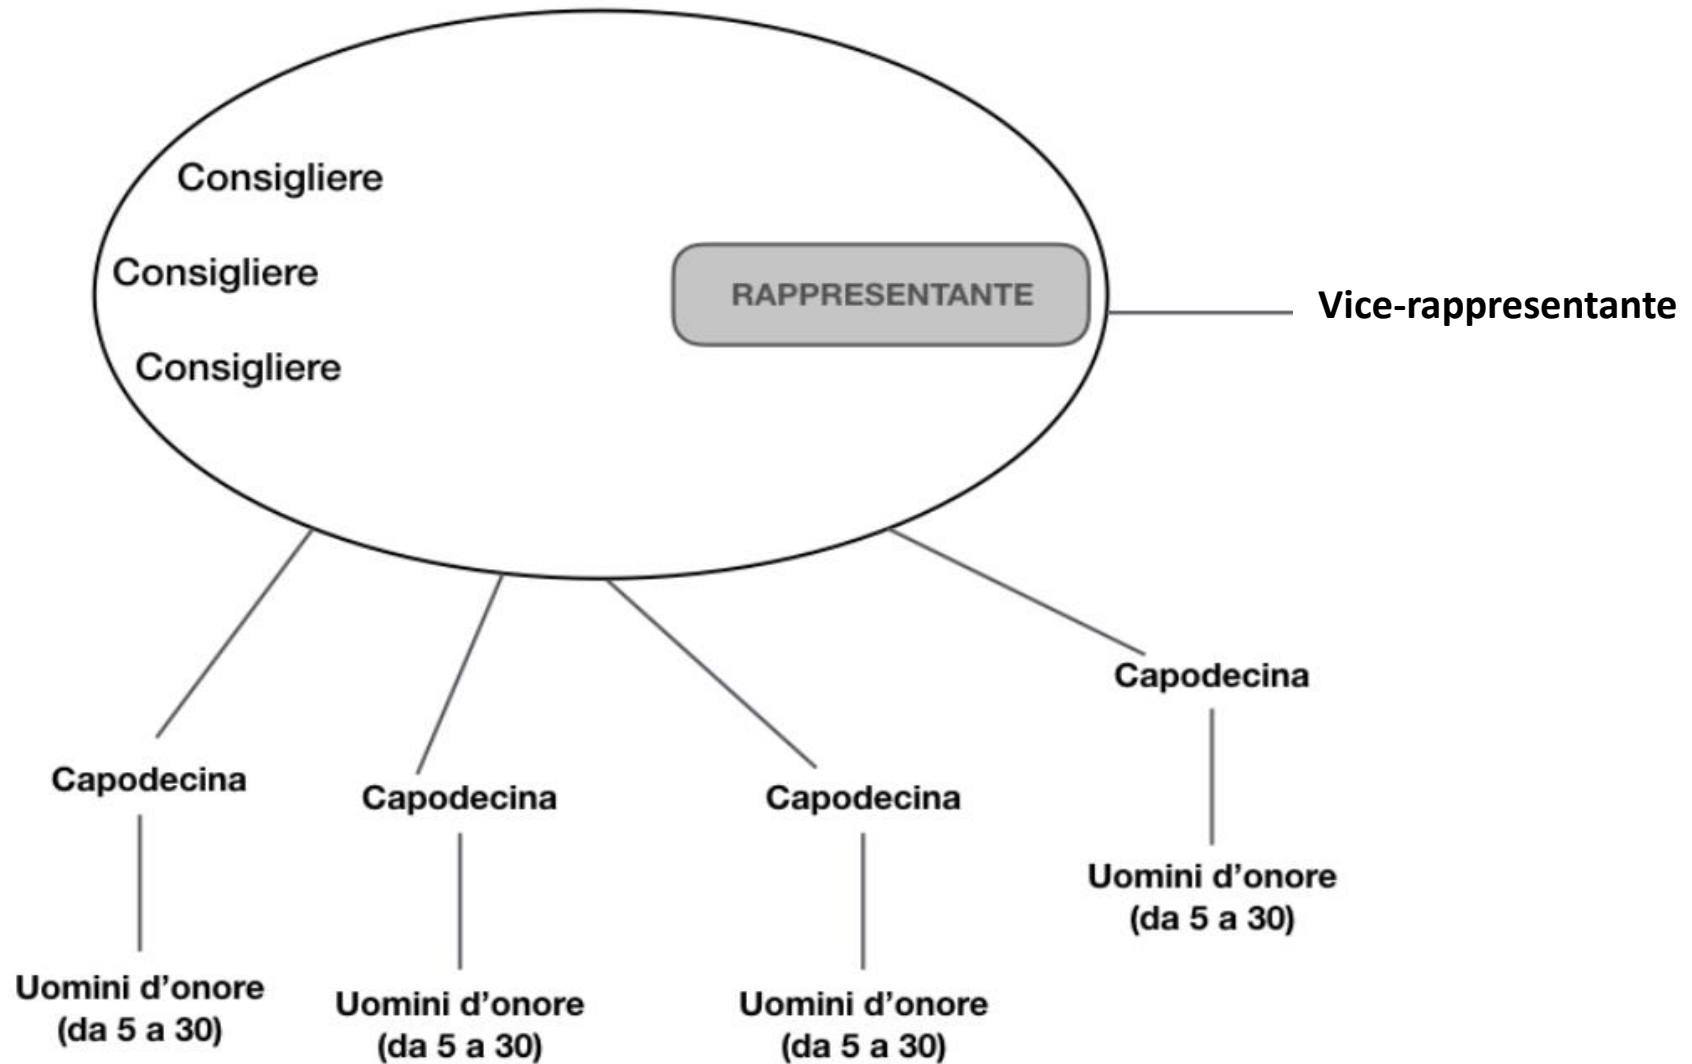 Consigliere
Consigliere
RAPPRESENTANTE
Vice-rappresentante
Consigliere
Capodecina
Capodecina
Capodecina
Capodecina
Uomini d’onore
(da 5 a 30)
Uomini d’onore
(da 5 a 30)
Uomini d’onore
(da 5 a 30)
Uomini d’onore
(da 5 a 30)